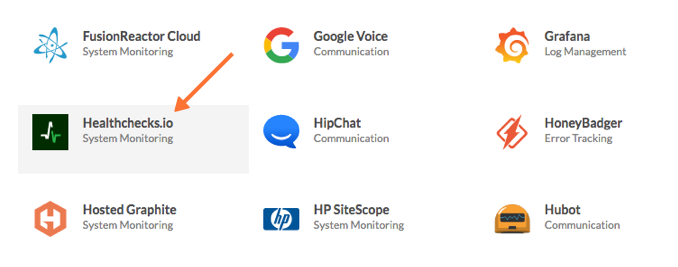 FusionReactor Cloud
System Monitoring
Google Voice
Communication
Grafana
Log Management
Healthchecks.io
System Monitoring
HipChat
Communication
HoneyBadger
Error Tracking
Hosted Graphite
System Monitoring
hp
HP SiteScope
System Monitoring
Hubot
Communication